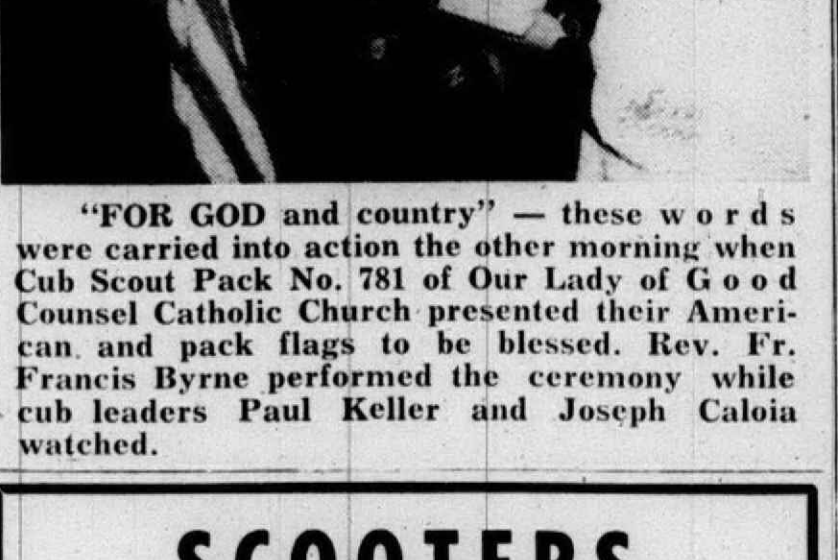 “FOR GOD and country” — these words
were carried into action the other morning when
Cub Scout Pack No. 781 of Our Lady of Good
Counsel Catholic Church presented their Ameri-
can and pack flags to be blessed. Rev. Fr.
Francis Byrne performed the ceremony while
cub leaders Paul Keller and Joseph Caloia
watched.
SCOOTERS